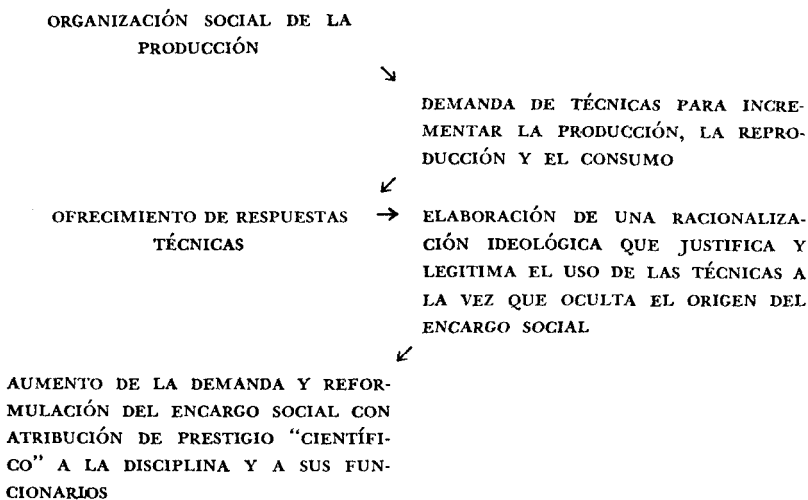 ORGANIZACIÓN SOCIAL DE LA
PRODUCCIÓN
↘
DEMANDA DE TÉCNICAS PARA INCRE-
MENTAR LA PRODUCCIÓN, LA REPRO-
DUCCIÓN Y EL CONSUMO
↙
OFRECIMIENTO DE RESPUESTAS
TÉCNICAS
→
ELABORACIÓN DE UNA RACIONALIZA-
CIÓN IDEOLÓGICA QUE JUSTIFICA Y
LEGITIMA EL USO DE LAS TÉCNICAS A
LA VEZ QUE OCULTA EL ORIGEN DEL
ENCARGO SOCIAL
↙
AUMENTO DE LA DEMANDA Y REFOR-
MULACIÓN DEL ENCARGO SOCIAL CON
ATRIBUCIÓN DE PRESTIGIO “CIENTÍFI-
CO” A LA DISCIPLINA Y A SUS FUN-
CIONARIOS